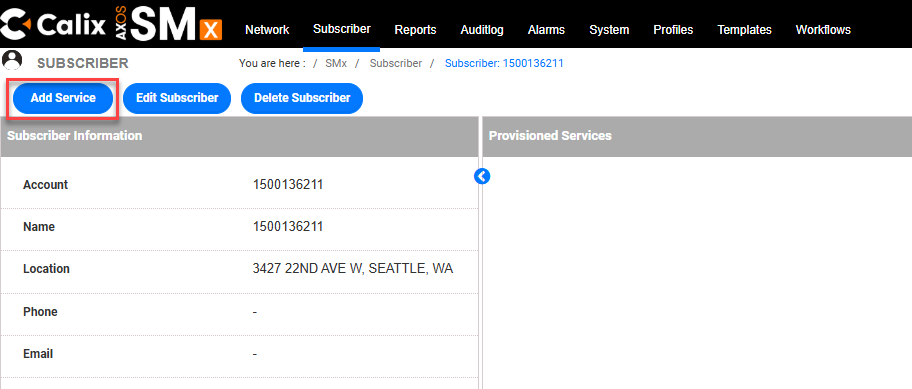 Calix AXOS SMx Network Subscriber Reports Auditlog Alarms System Profiles Templates Workflows
SUBSCRIBER You are here : / SMx / Subscriber / Subscriber: 1500136211
Add Service Edit Subscriber Delete Subscriber
Subscriber Information Provisioned Services
Account 1500136211
Name 1500136211
Location 3427 22ND AVE W, SEATTLE, WA
Phone -
Email -